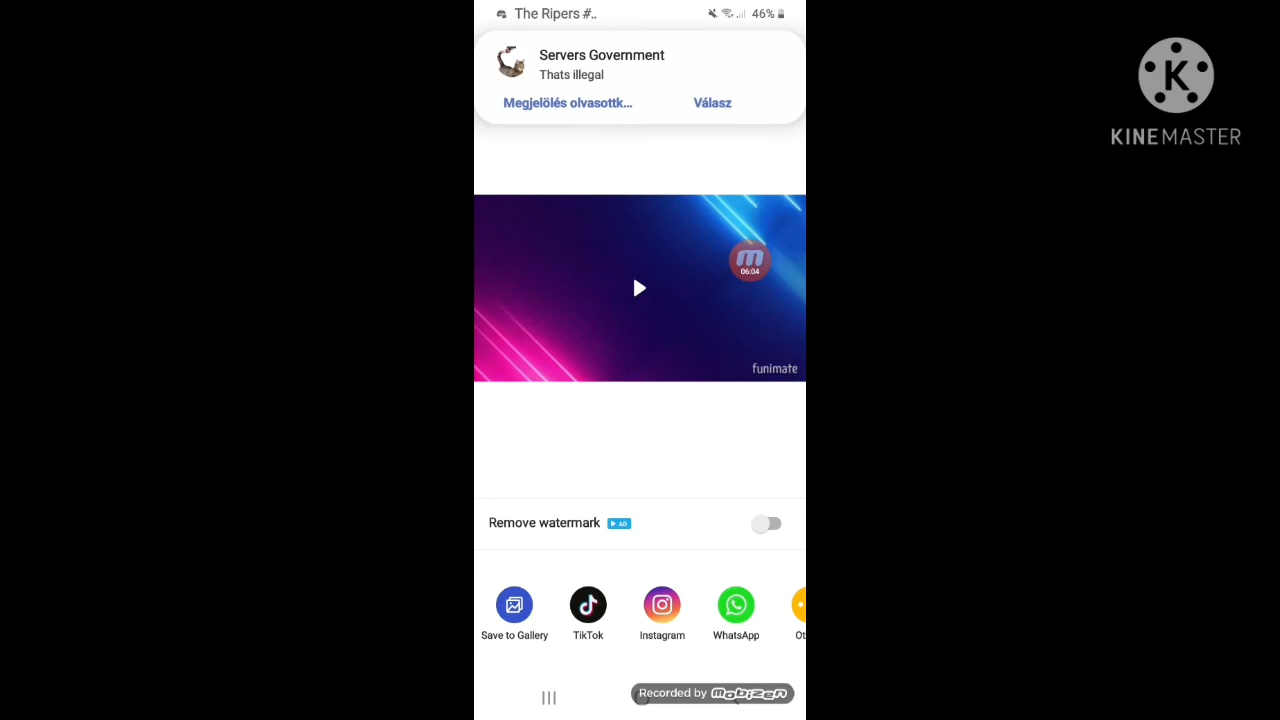 The Ripers #..
46%
Servers Government
Thats illegal
Megjelölés olvasottk...
Válasz
K
KINEMASTER
m
06:04
funimate
Remove watermark
AD
Save to Gallery
TikTok
Instagram
WhatsApp
Ot
Recorded by mobizen